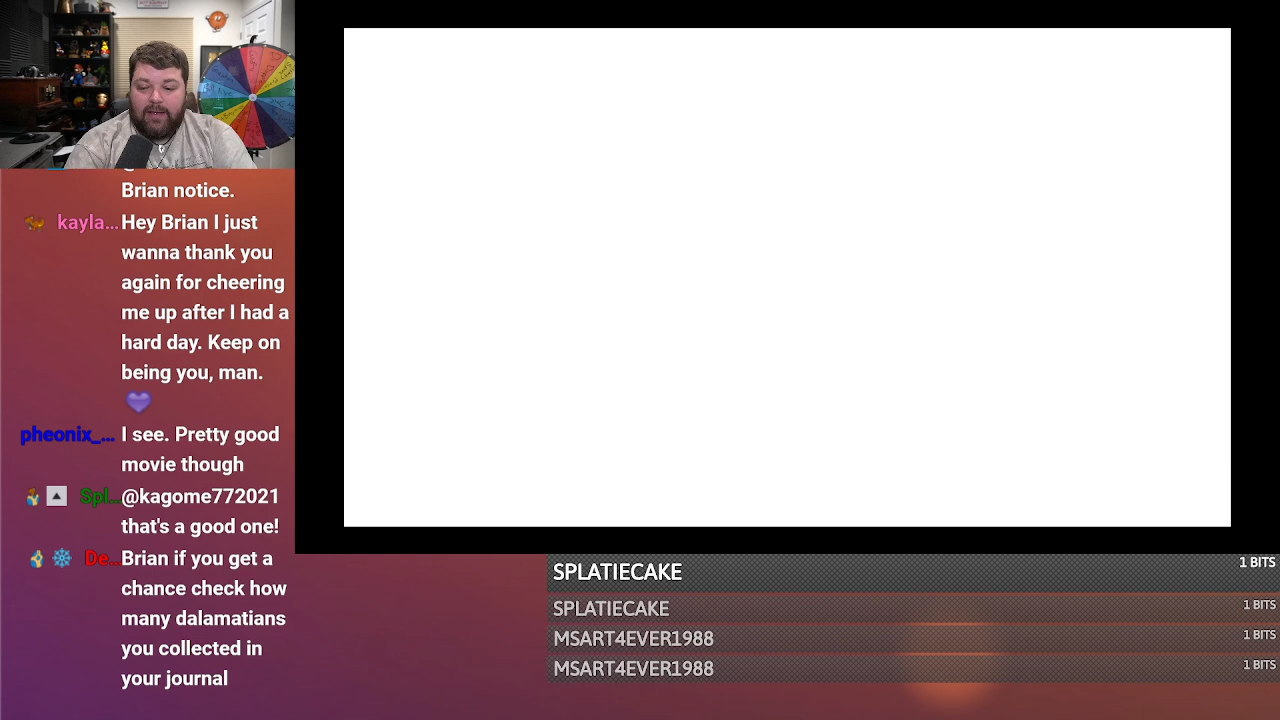 Brian notice.
kayla... Hey Brian I just
wanna thank you
again for cheering
me up after I had a
hard day. Keep on
being you, man.
pheonix_... I see. Pretty good
movie though
Spl... @kagome772021
that's a good one!
De... Brian if you get a
chance check how
many dalamatians
you collected in
your journal
SPLATIECAKE 1 BITS
SPLATIECAKE 1 BITS
MSART4EVER1988 1 BITS
MSART4EVER1988 1 BITS